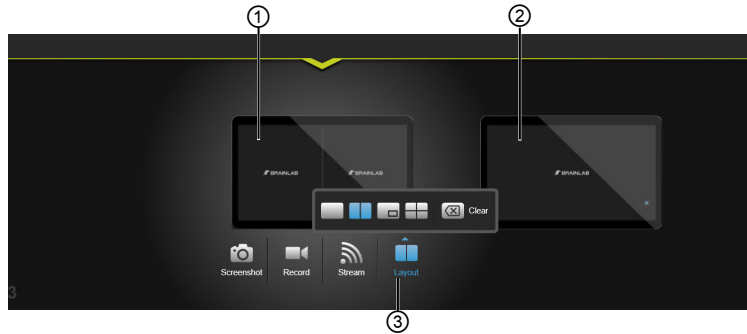 ① ②
BRAINLAB BRAINLAB BRAINLAB
Clear
Screenshot Record Stream Layout
3
③